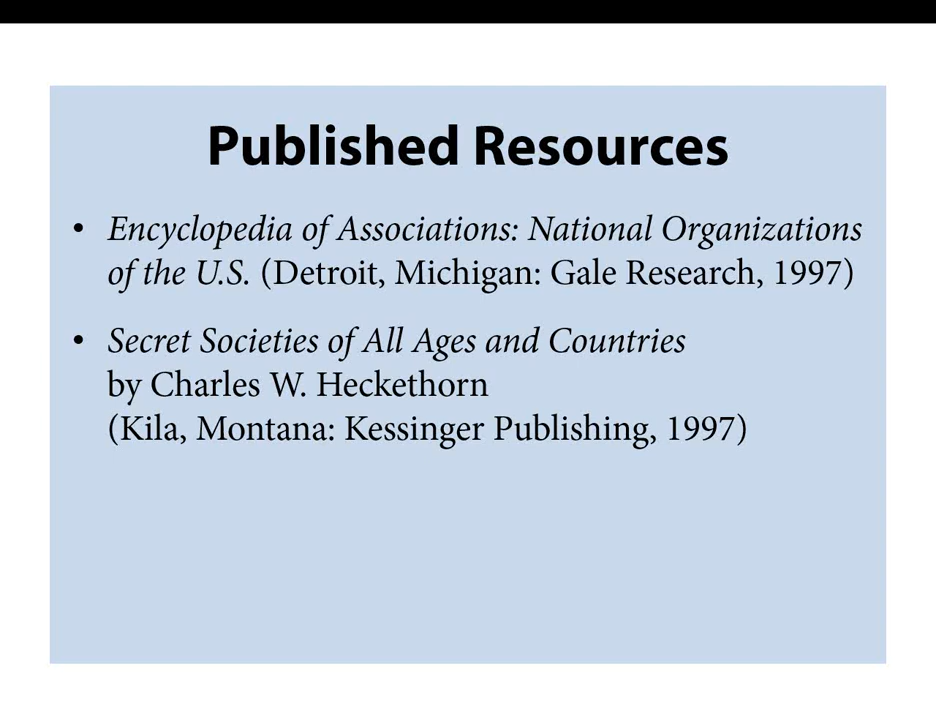 Published Resources
• Encyclopedia of Associations: National Organizations
of the U.S. (Detroit, Michigan: Gale Research, 1997)
• Secret Societies of All Ages and Countries
by Charles W. Heckethorn
(Kila, Montana: Kessinger Publishing, 1997)